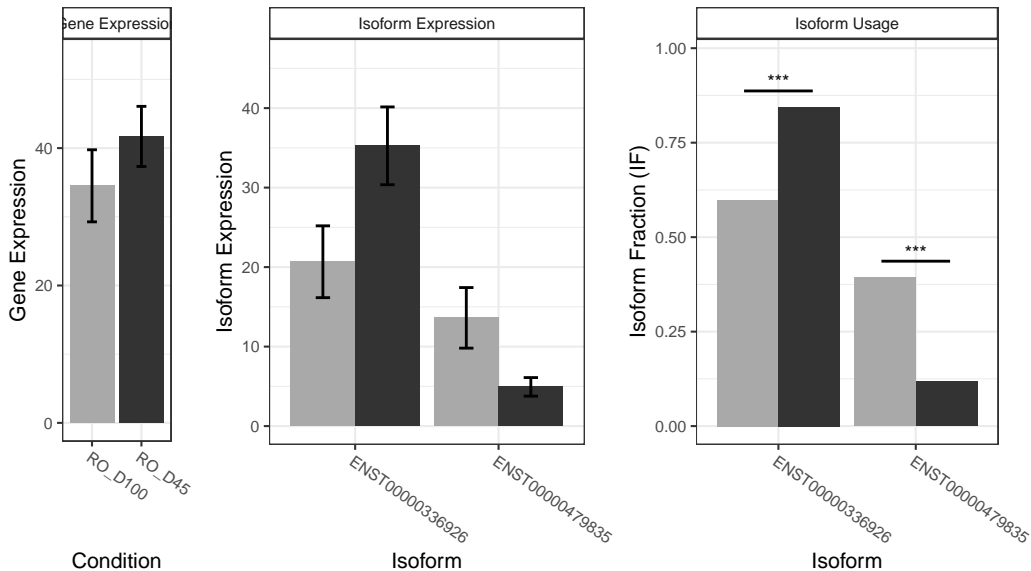 Gene Expression
Gene Expression
40
20
0
RO_D100
RO_D45
Condition
Isoform Expression
Isoform Expression
40
30
20
10
0
ENST00000336926
ENST00000479835
Isoform
Isoform Usage
Isoform Fraction (IF)
1.00
0.75
0.50
0.25
0.00
***
***
ENST00000336926
ENST00000479835
Isoform